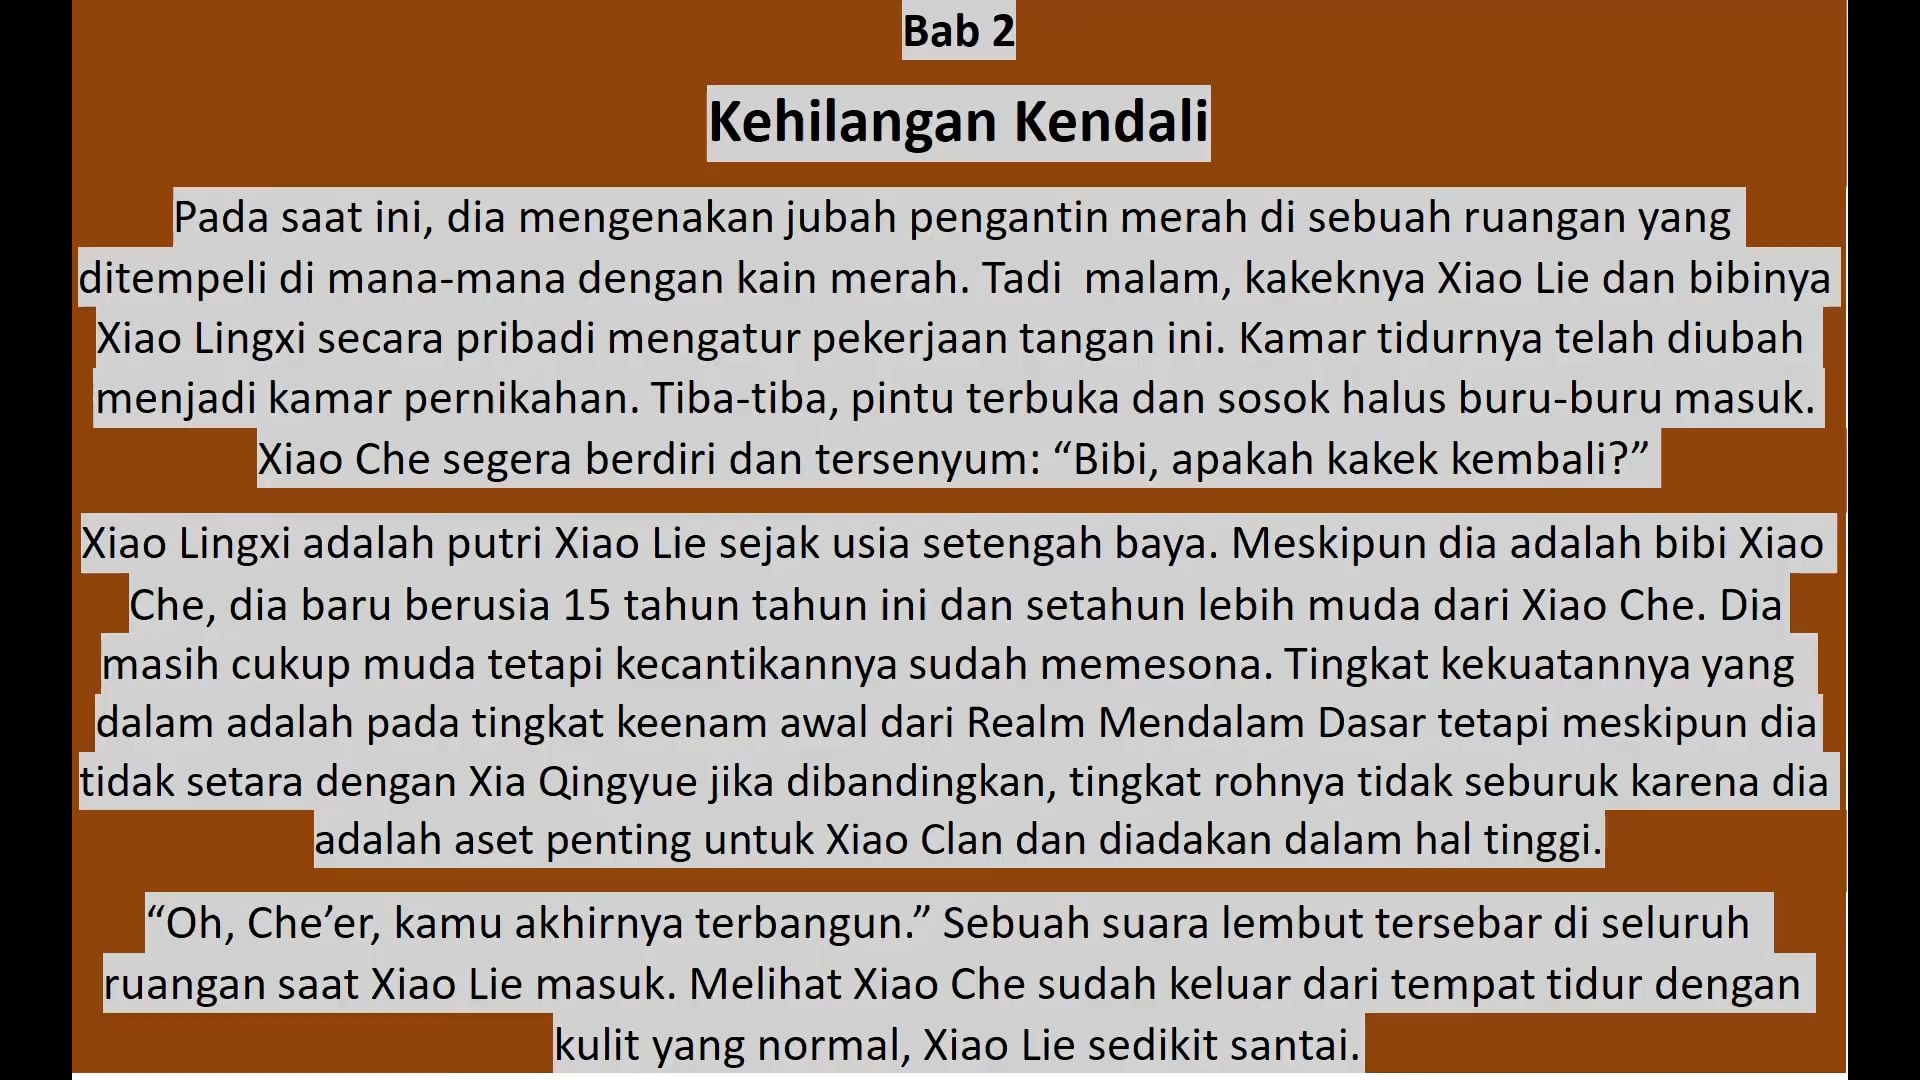 Bab 2
Kehilangan Kendali
Pada saat ini, dia mengenakan jubah pengantin merah di sebuah ruangan yang
ditempeli di mana-mana dengan kain merah. Tadi  malam, kakeknya Xiao Lie dan bibinya
Xiao Lingxi secara pribadi mengatur pekerjaan tangan ini. Kamar tidurnya telah diubah
menjadi kamar pernikahan. Tiba-tiba, pintu terbuka dan sosok halus buru-buru masuk.
Xiao Che segera berdiri dan tersenyum: “Bibi, apakah kakek kembali?”
Xiao Lingxi adalah putri Xiao Lie sejak usia setengah baya. Meskipun dia adalah bibi Xiao
Che, dia baru berusia 15 tahun tahun ini dan setahun lebih muda dari Xiao Che. Dia
masih cukup muda tetapi kecantikannya sudah memesona. Tingkat kekuatannya yang
dalam adalah pada tingkat keenam awal dari Realm Mendalam Dasar tetapi meskipun dia
tidak setara dengan Xia Qingyue jika dibandingkan, tingkat rohnya tidak seburuk karena dia
adalah aset penting untuk Xiao Clan dan diadakan dalam hal tinggi.
“Oh, Che’er, kamu akhirnya terbangun.” Sebuah suara lembut tersebar di seluruh
ruangan saat Xiao Lie masuk. Melihat Xiao Che sudah keluar dari tempat tidur dengan
kulit yang normal, Xiao Lie sedikit santai.